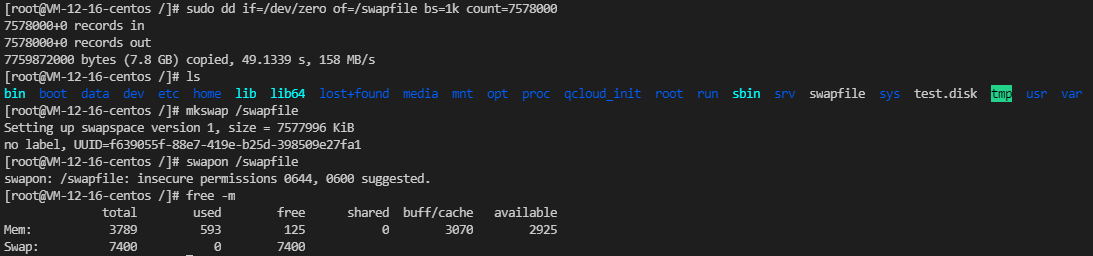 [root@VM-12-16-centos /]# sudo dd if=/dev/zero of=/swapfile bs=1k count=7578000
7578000+0 records in
7578000+0 records out
7759872000 bytes (7.8 GB) copied, 49.1339 s, 158 MB/s
[root@VM-12-16-centos /]# ls
bin boot data dev etc home lib lib64 lost+found media mnt opt proc qcloud_init root run sbin srv swapfile sys test.disk tmp usr var
[root@VM-12-16-centos /]# mkswap /swapfile
Setting up swapspace version 1, size = 7577996 KiB
no label, UUID=f639055f-88e7-419e-b25d-398509e27fa1
[root@VM-12-16-centos /]# swapon /swapfile
swapon: /swapfile: insecure permissions 0644, 0600 suggested.
[root@VM-12-16-centos /]# free -m
total used free shared buff/cache available
Mem: 3789 593 125 0 3070 2925
Swap: 7400 0 7400